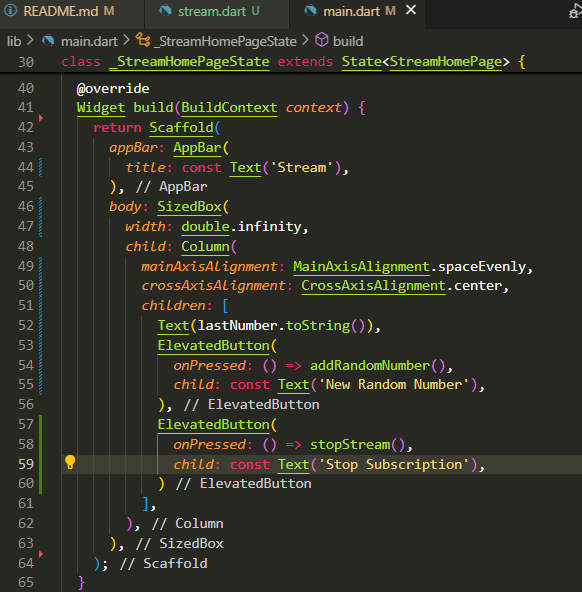 README.md M stream.dart U main.dart M
lib > main.dart > _StreamHomePageState > build
30 class _StreamHomePageState extends State<StreamHomePage> {
40 @override
41 Widget build(BuildContext context) {
42 return Scaffold(
43 appBar: AppBar(
44 title: const Text('Stream'),
45 ), // AppBar
46 body: SizedBox(
47 width: double.infinity,
48 child: Column(
49 mainAxisAlignment: MainAxisAlignment.spaceEvenly,
50 crossAxisAlignment: CrossAxisAlignment.center,
51 children: [
52 Text(lastNumber.toString()),
53 ElevatedButton(
54 onPressed: () => addRandomNumber(),
55 child: const Text('New Random Number'),
56 ), // ElevatedButton
57 ElevatedButton(
58 onPressed: () => stopStream(),
59 child: const Text('Stop Subscription'),
60 ) // ElevatedButton
61 ],
62 ), // Column
63 ), // SizedBox
64 ); // Scaffold
65 }